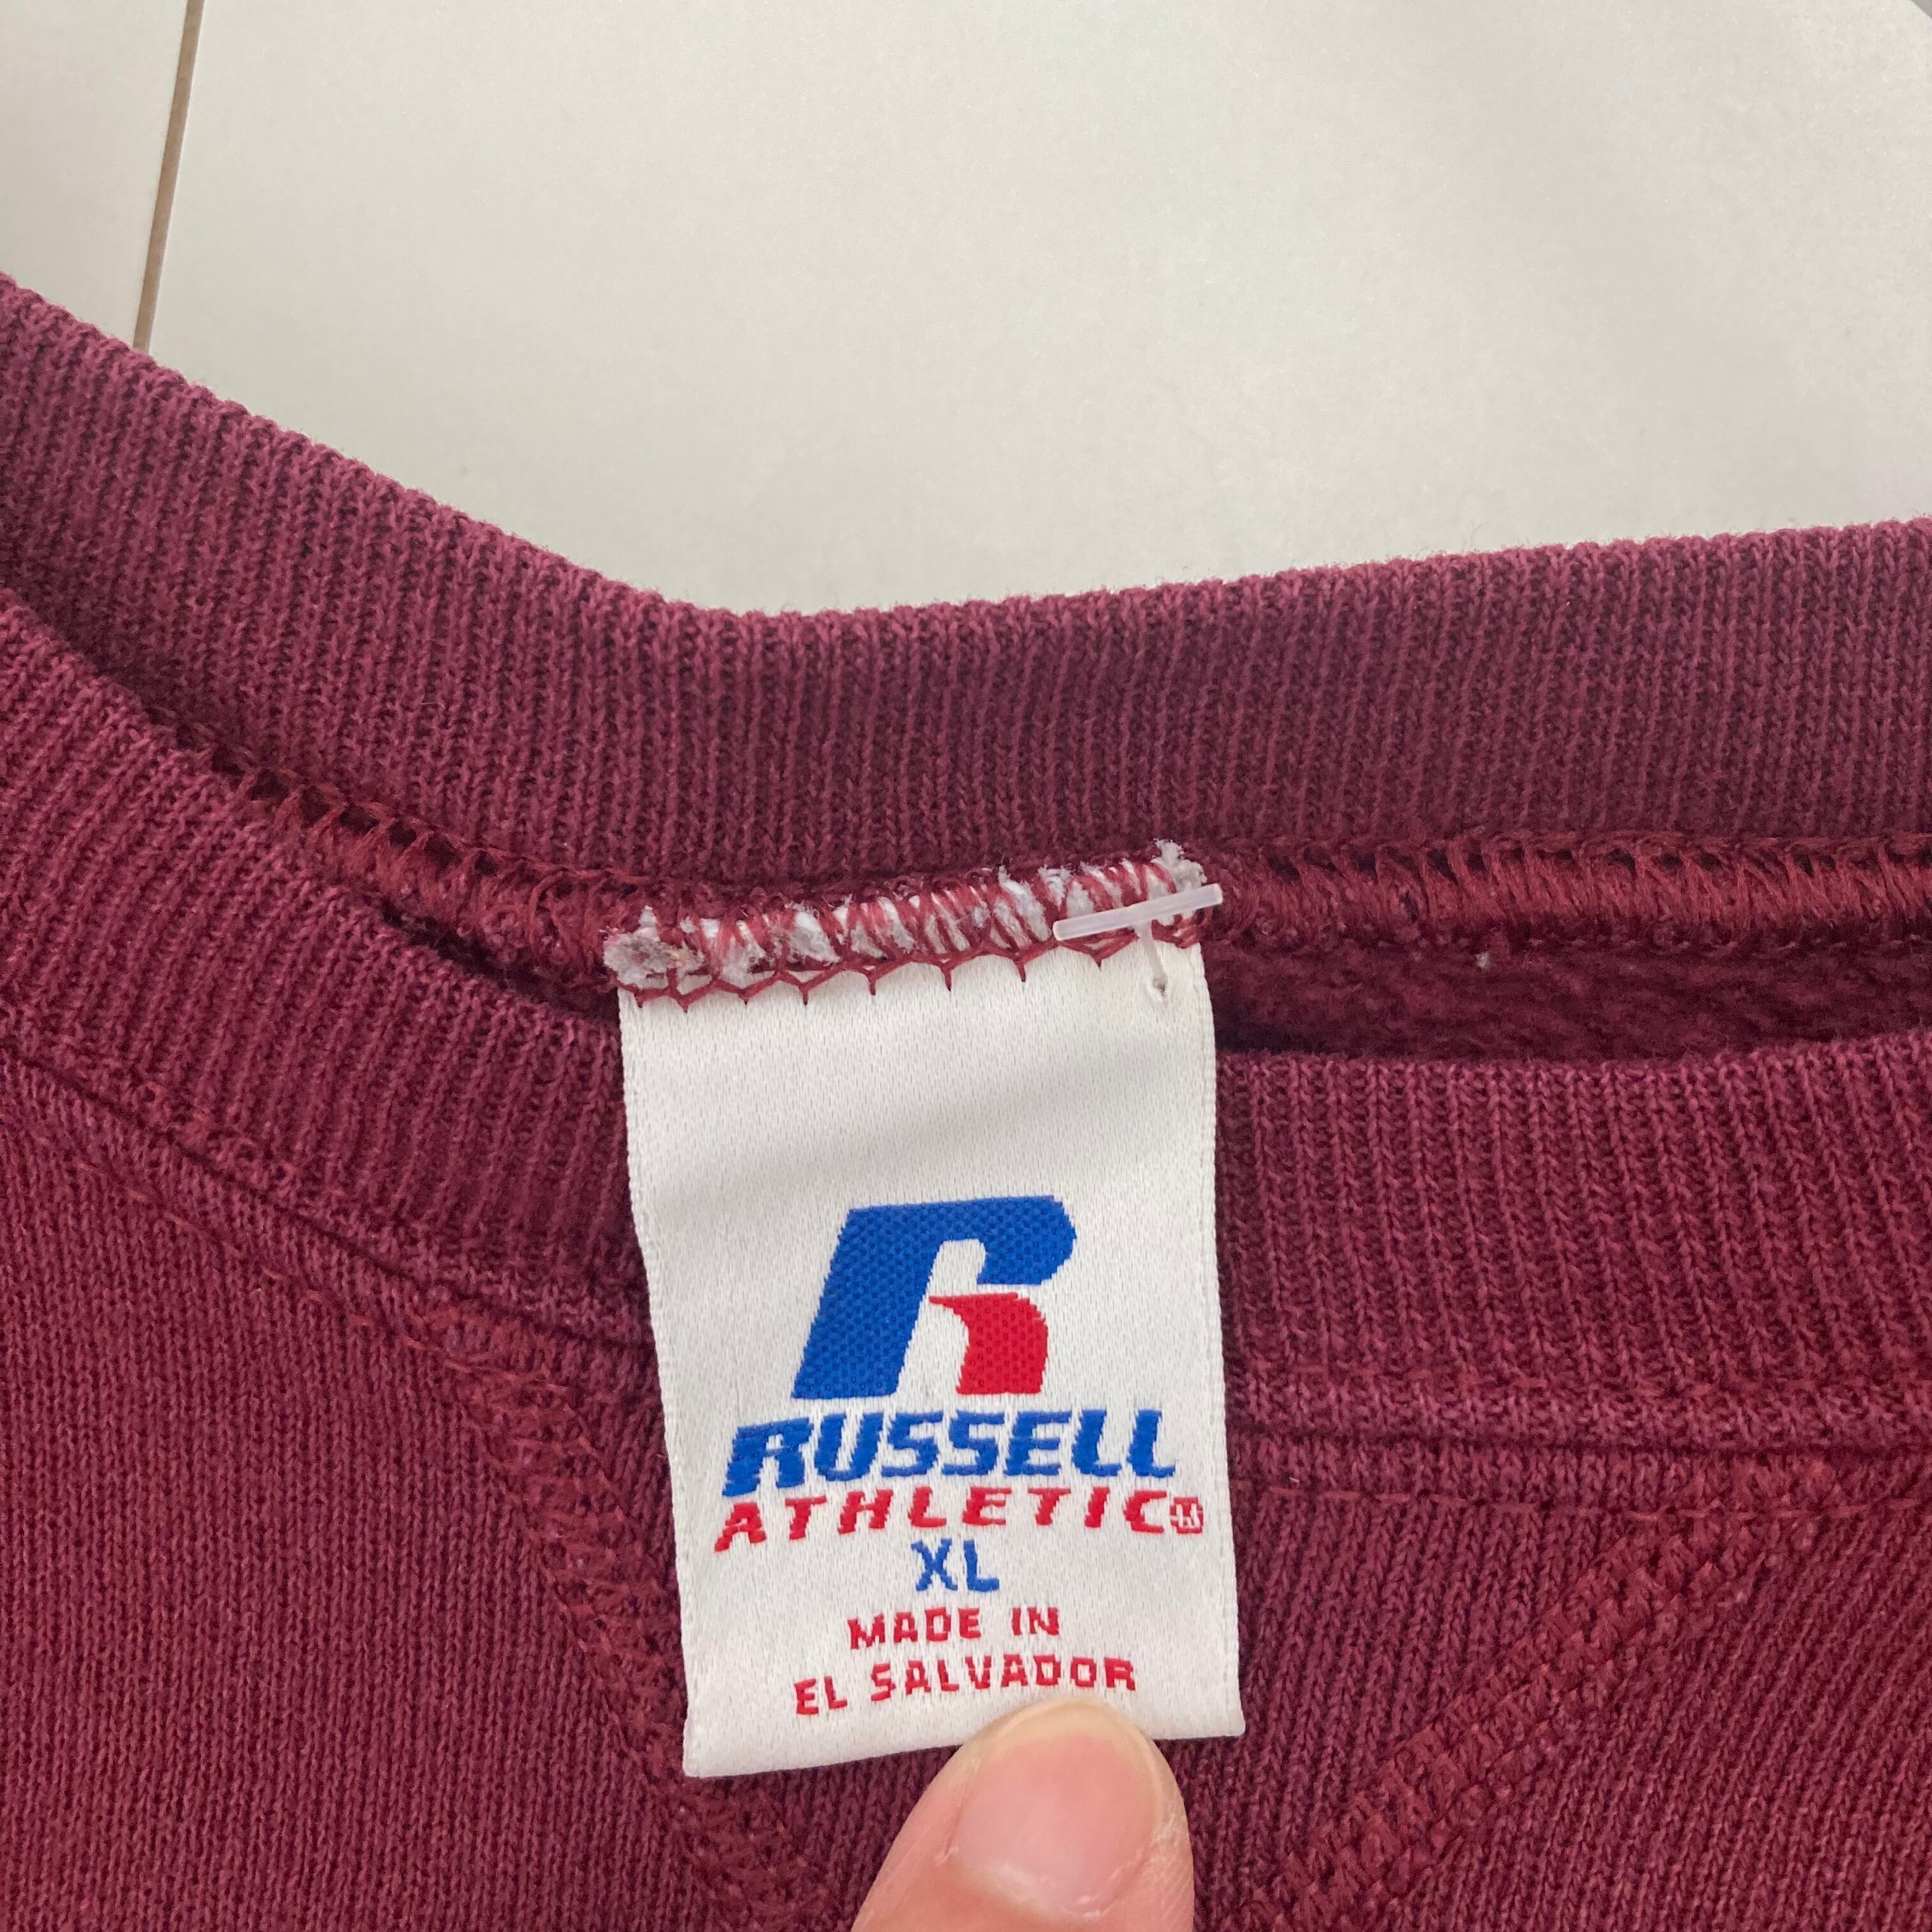 R
RUSSELL
ATHLETIC®
XL
MADE IN
EL SALVADOR